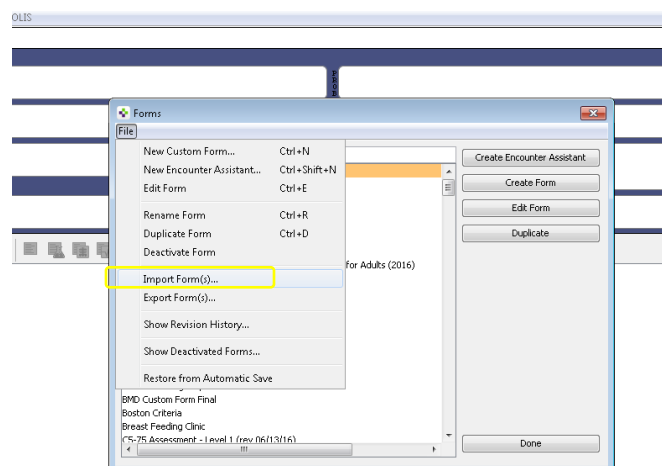 OLIS
Forms
File
New Custom Form... Ctrl+N
New Encounter Assistant... Ctrl+Shift+N
Edit Form Ctrl+E
Rename Form Ctrl+R
Duplicate Form Ctrl+D
Deactivate Form
Import Form(s)...
Export Form(s)...
Show Revision History...
Show Deactivated Forms...
Restore from Automatic Save
for Adults (2016)
BMD Custom Form Final
Boston Criteria
Breast Feeding Clinic
C5-75 Assessment - Level 1 (rev 06/13/16)
Create Encounter Assistant
Create Form
Edit Form
Duplicate
Done